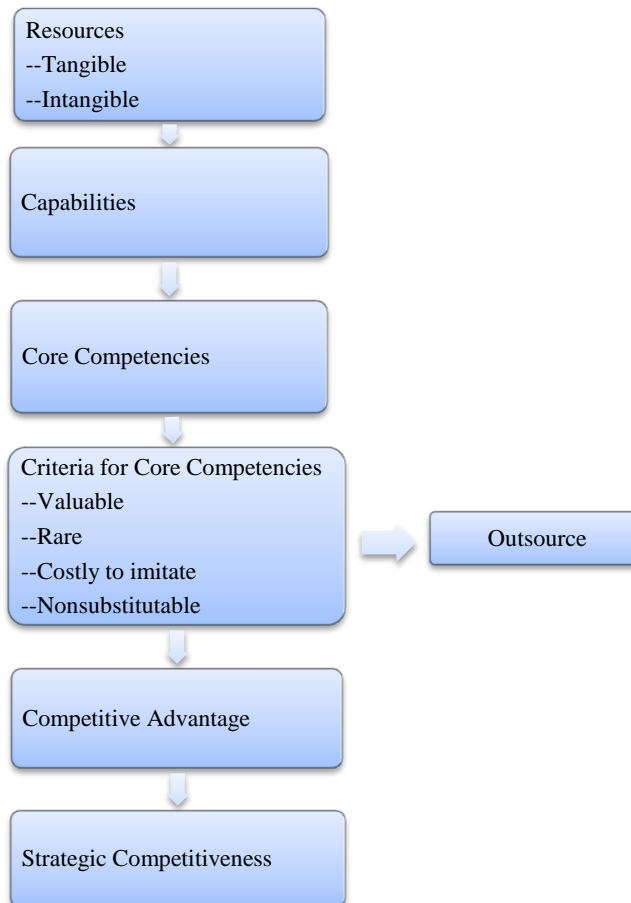 Resources
--Tangible
--Intangible
Capabilities
Core Competencies
Criteria for Core Competencies
--Valuable
--Rare
--Costly to imitate
--Nonsubstitutable
Outsource
Competitive Advantage
Strategic Competitiveness